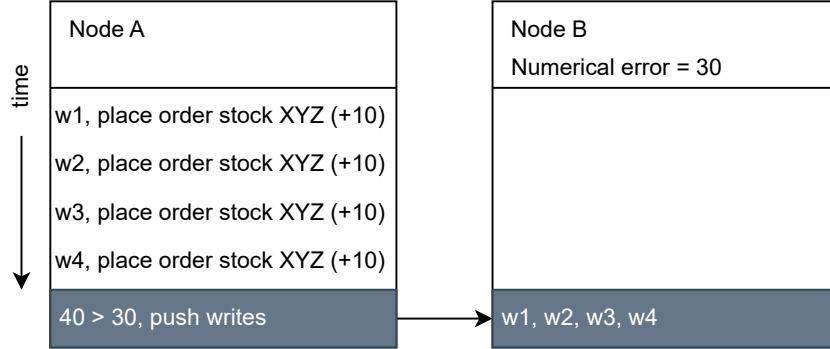 Node A
Node B
Numerical error = 30
time
w1, place order stock XYZ (+10)
w2, place order stock XYZ (+10)
w3, place order stock XYZ (+10)
w4, place order stock XYZ (+10)
40 > 30, push writes
w1, w2, w3, w4